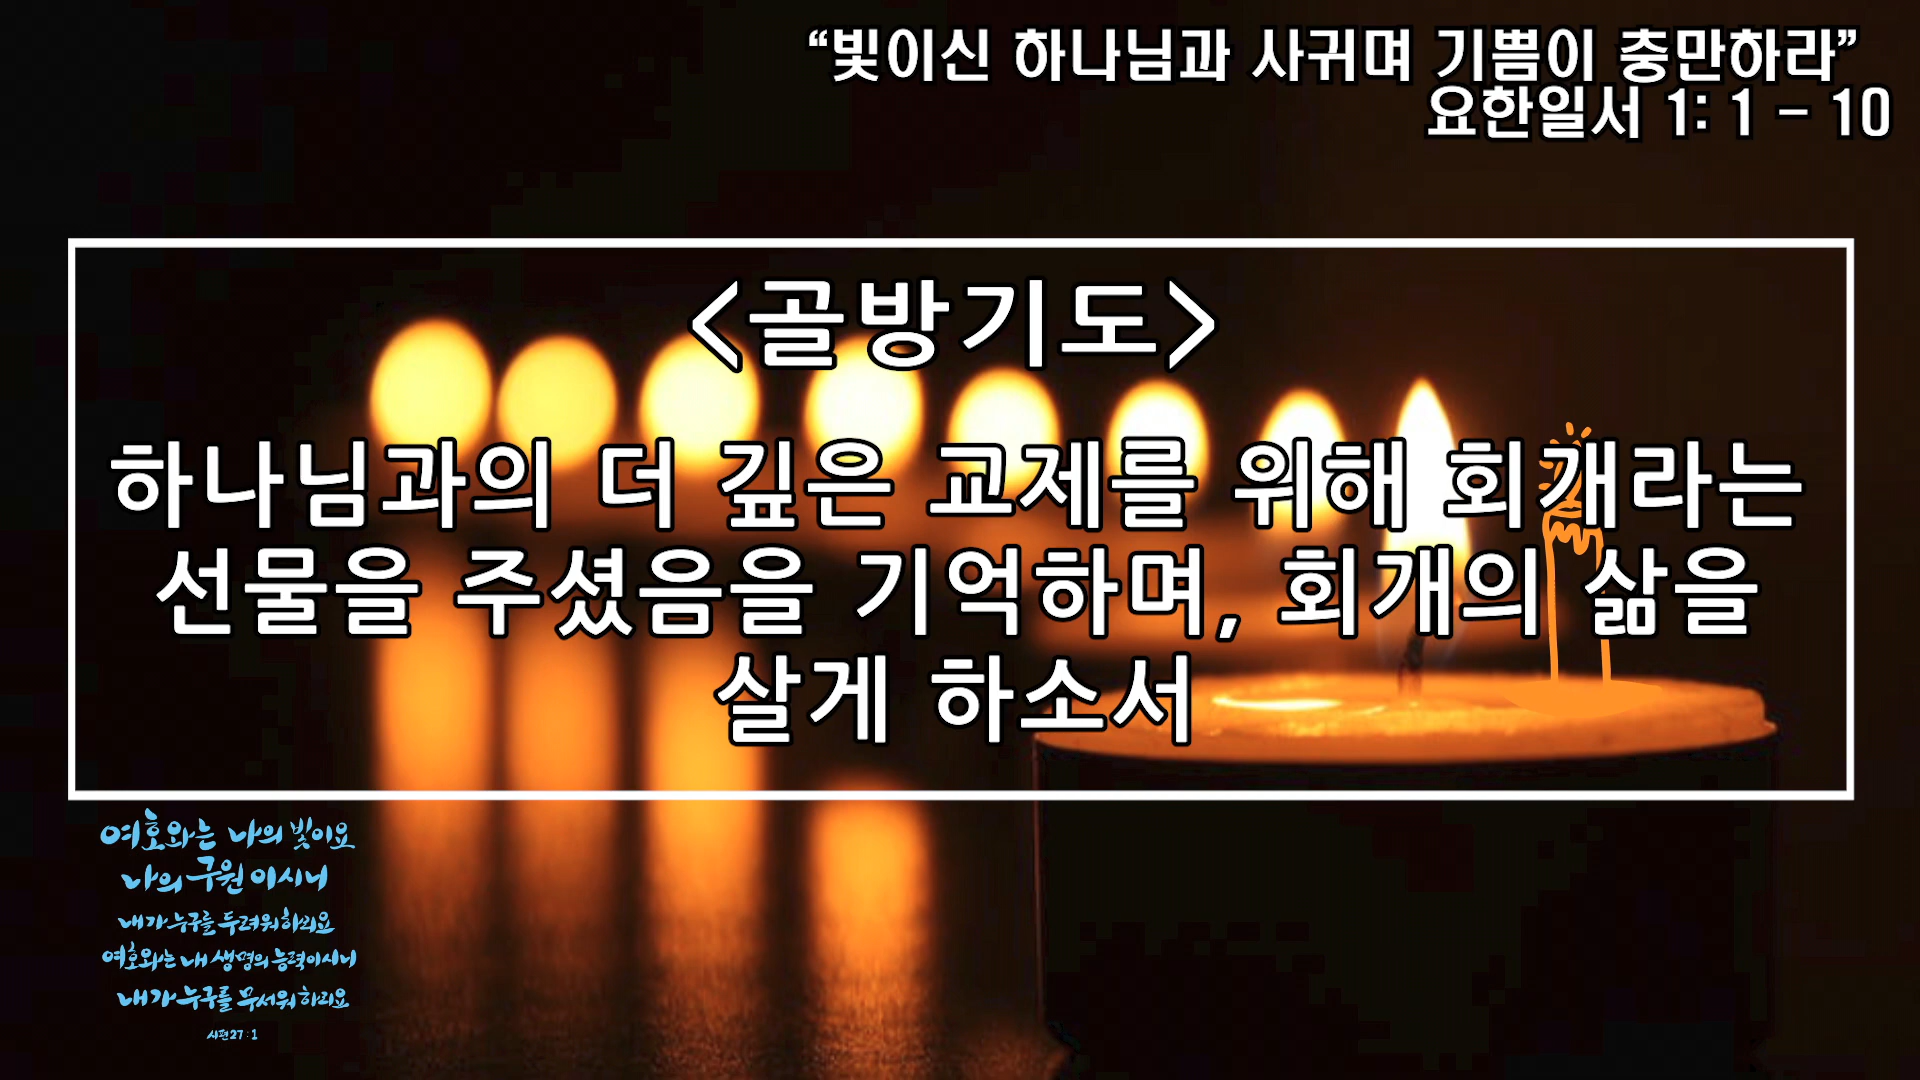 “빛이신 하나님과 사귀며 기쁨이 충만하라”
요한일서 1: 1 - 10
<골방기도>
하나님과의 더 깊은 교제를 위해 회개라는
선물을 주셨음을 기억하며, 회개의 삶을
살게 하소서
여호와는 나의 빛이요
나의 구원이시니
내가 누구를 두려워하리요
여호와는 내 생명의 능력이시니
내가 누구를 무서워하리요
시편 27:1